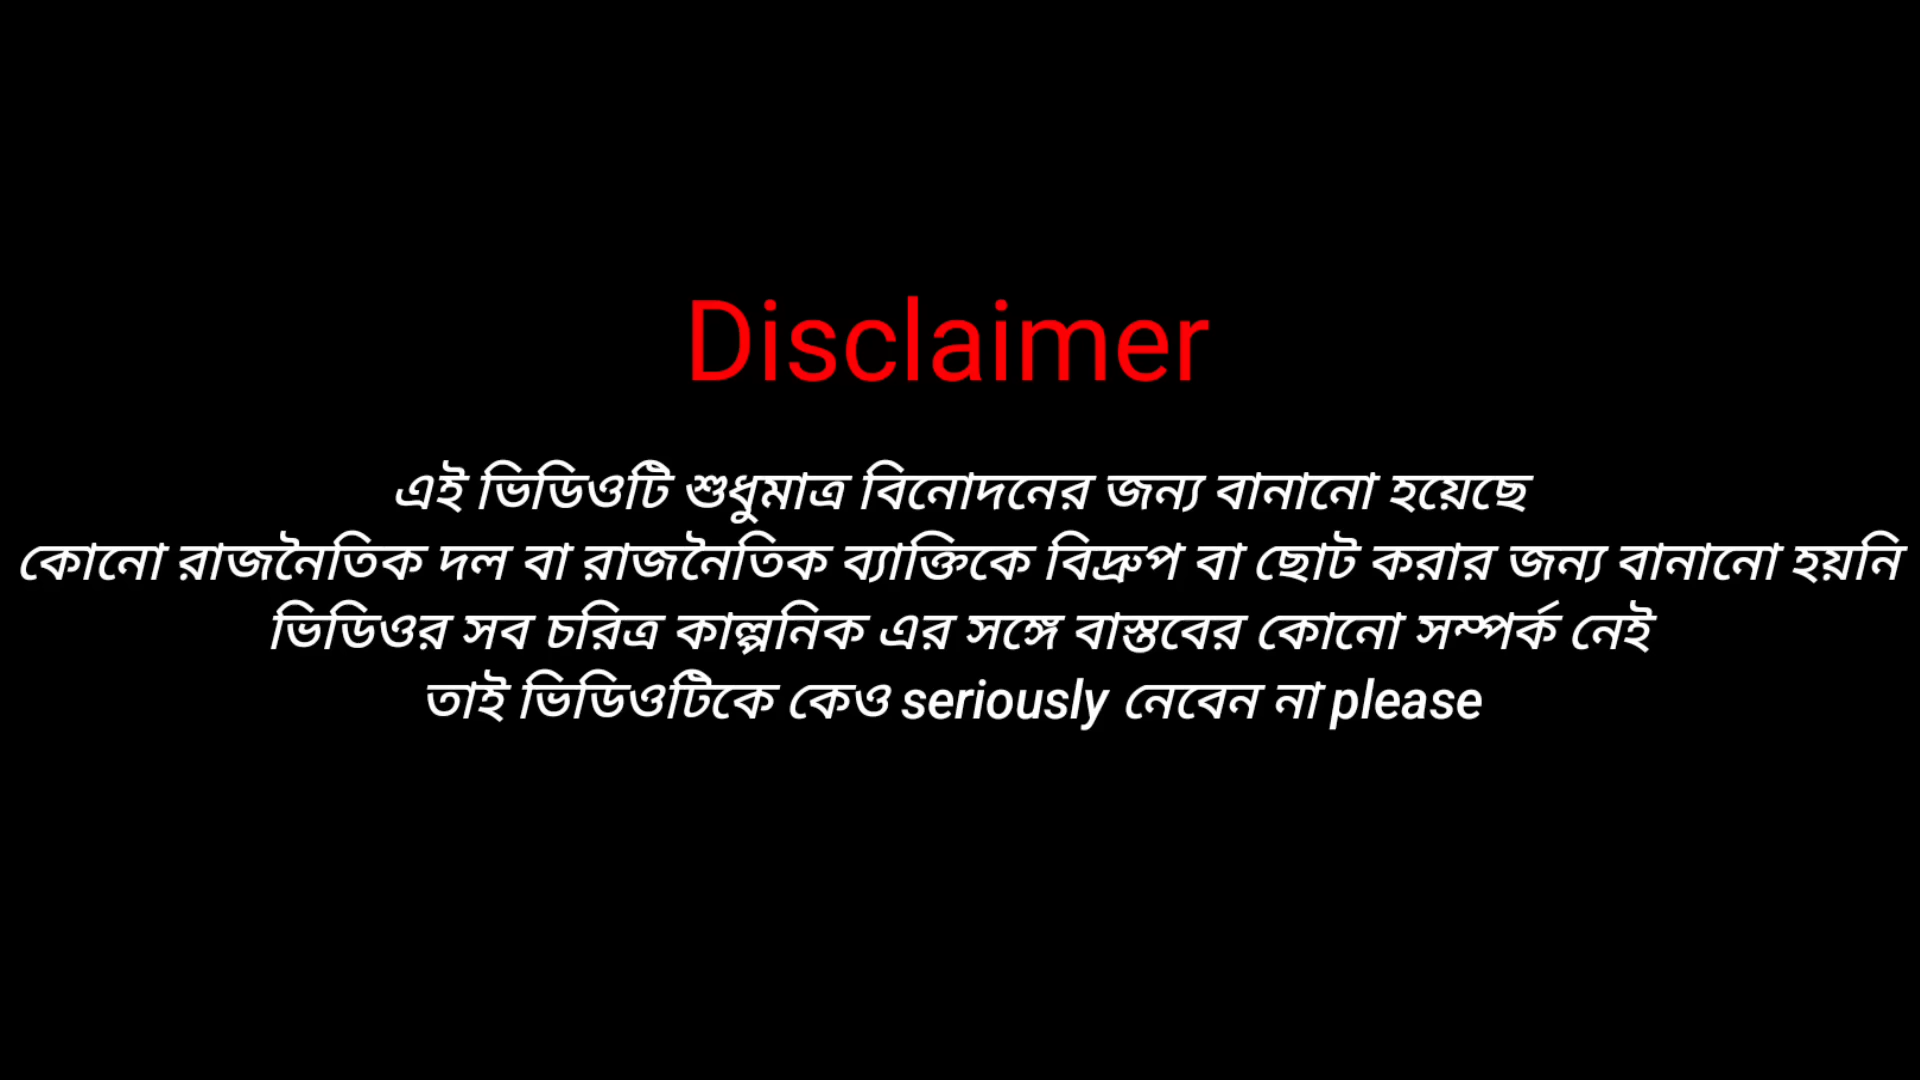 Disclaimer
এই ভিডিওটি শুধুমাত্র বিনোদনের জন্য বানানো হয়েছে
কোনো রাজনৈতিক দল বা রাজনৈতিক ব্যাক্তিকে বিদ্রুপ বা ছোট করার জন্য বানানো হয়নি
ভিডিওর সব চরিত্র কাল্পনিক এর সঙ্গে বাস্তবের কোনো সম্পর্ক নেই
তাই ভিডিওটিকে কেও seriously নেবেন না please